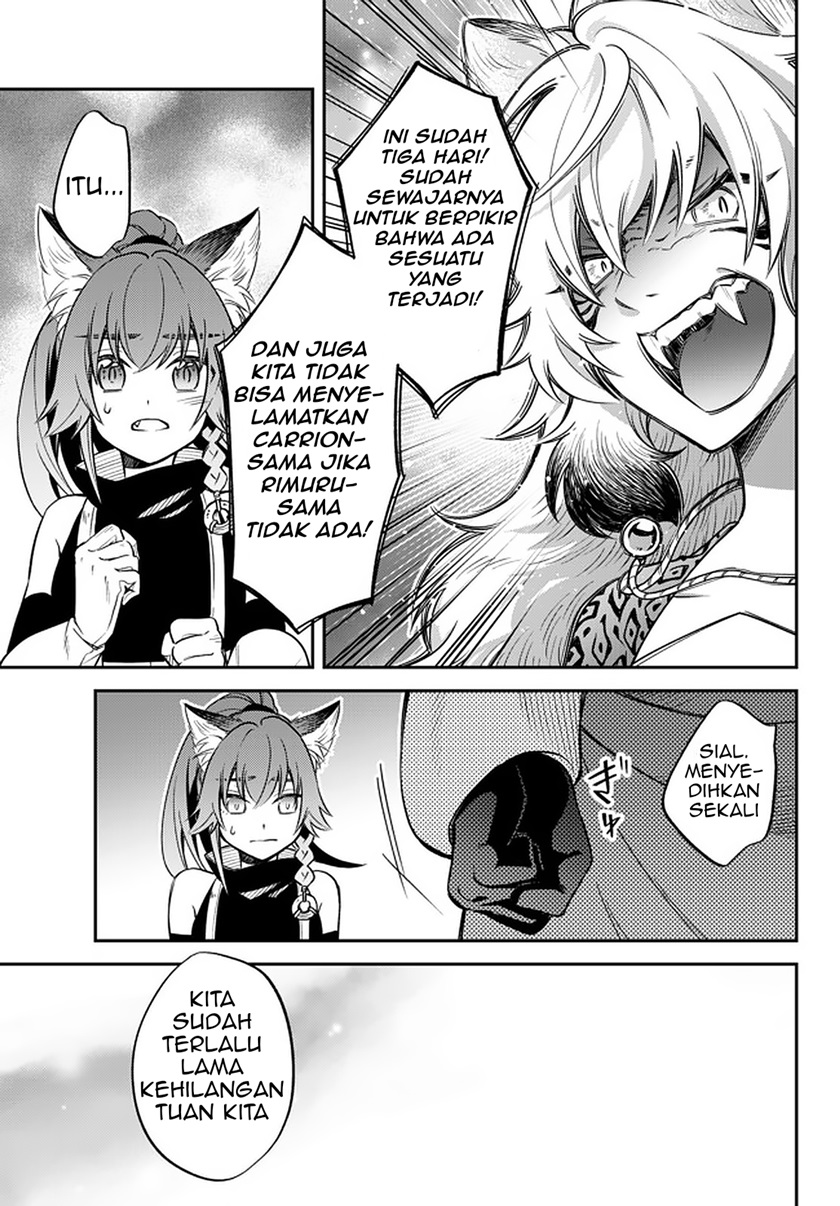 INI SUDAH
TIGA HARI!
SUDAH
SEWAJARNYA
UNTUK BERPIKIR
BAHWA ADA
SESUATU
YANG
TERJADI!
DAN JUGA
KITA TIDAK
BISA MENYE-
LAMATKAN
CARRION-
SAMA JIKA
RIMURU-
SAMA
TIDAK ADA!
ITU...
SIAL,
MENYE-
DIHKAN
SEKALI
ぎゅ
KITA
SUDAH
TERLALU
LAMA
KEHILANGAN
TUAN KITA